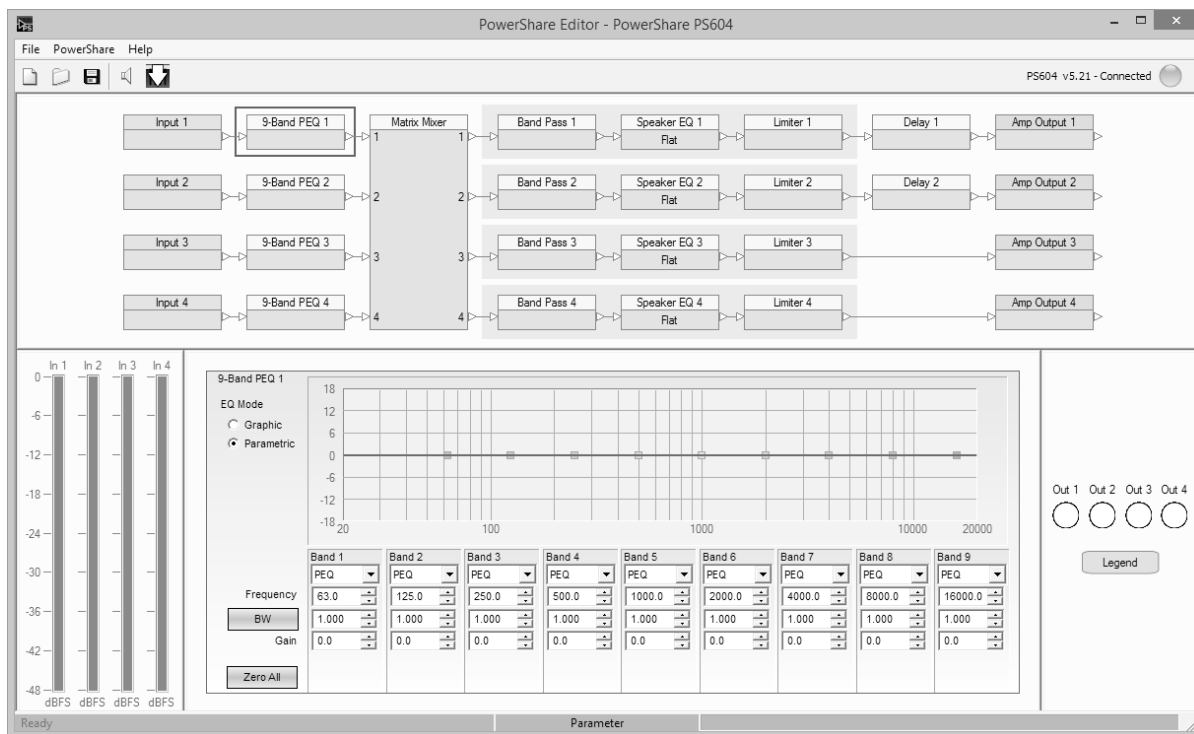 PowerShare Editor - PowerShare PS604
File PowerShare Help
PS604 v5.21 - Connected
Input 1 9-Band PEQ 1 Matrix Mixer Band Pass 1 Speaker EQ 1 Limiter 1 Delay 1 Amp Output 1
1 1 Flat
Input 2 9-Band PEQ 2 Band Pass 2 Speaker EQ 2 Limiter 2 Delay 2 Amp Output 2
2 2 Flat
Input 3 9-Band PEQ 3 Band Pass 3 Speaker EQ 3 Limiter 3 Amp Output 3
3 3 Flat
Input 4 9-Band PEQ 4 Band Pass 4 Speaker EQ 4 Limiter 4 Amp Output 4
4 4 Flat
In 1 In 2 In 3 In 4
0
-6
-12
-18
-24
-30
-36
-42
-48
dBFS dBFS dBFS dBFS
9-Band PEQ 1
EQ Mode
Graphic
Parametric
18
12
6
0
-6
-12
-18
20 100 1000 10000 20000
Band 1 Band 2 Band 3 Band 4 Band 5 Band 6 Band 7 Band 8 Band 9
PEQ PEQ PEQ PEQ PEQ PEQ PEQ PEQ PEQ
Frequency 63.0 125.0 250.0 500.0 1000.0 2000.0 4000.0 8000.0 16000.0
BW 1.000 1.000 1.000 1.000 1.000 1.000 1.000 1.000 1.000
Gain 0.0 0.0 0.0 0.0 0.0 0.0 0.0 0.0 0.0
Zero All
Out 1 Out 2 Out 3 Out 4
Legend
Ready Parameter